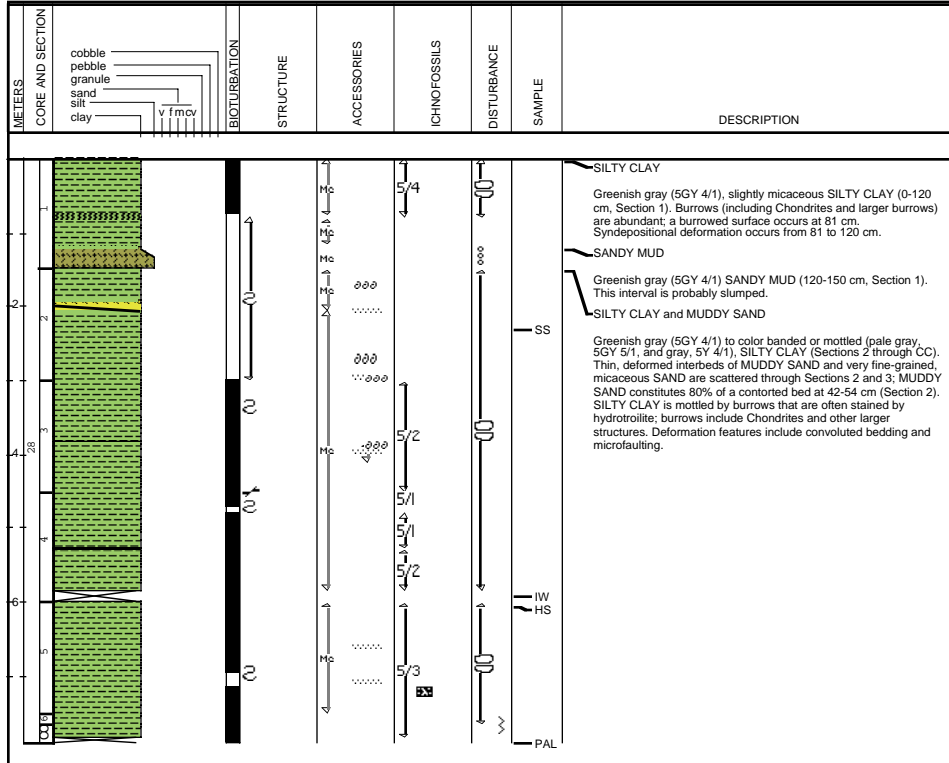 METERS
CORE AND SECTION
cobble
pebble
granule
sand
silt
v f m c v
clay
BIOTURBATION
STRUCTURE
ACCESSORIES
ICHNOFOSSILS
DISTURBANCE
SAMPLE
DESCRIPTION
SILTY CLAY
Greenish gray (5GY 4/1), slightly micaceous SILTY CLAY (0-120
cm, Section 1). Burrows (including Chondrites and larger burrows)
are abundant; a burrowed surface occurs at 81 cm.
Syndepositional deformation occurs from 81 to 120 cm.
SANDY MUD
Greenish gray (5GY 4/1) SANDY MUD (120-150 cm, Section 1).
This interval is probably slumped.
SILTY CLAY and MUDDY SAND
Greenish gray (5GY 4/1) to color banded or mottled (pale gray,
5GY 5/1, and gray, 5Y 4/1), SILTY CLAY (Sections 2 through CC).
Thin, deformed interbeds of MUDDY SAND and very fine-grained,
micaceous SAND are scattered through Sections 2 and 3; MUDDY
SAND constitutes 80% of a contorted bed at 42-54 cm (Section 2).
SILTY CLAY is mottled by burrows that are often stained by
hydrotroilite; burrows include Chondrites and other larger
structures. Deformation features include convoluted bedding and
microfaulting.
1
Mc
5/4
Mc
Mc
2
Mc
2
SS
3
28
4
Mc
5/2
5/1
4
5/1
5/2
6
IW
HS
5
Mc
5/3
6
PAL